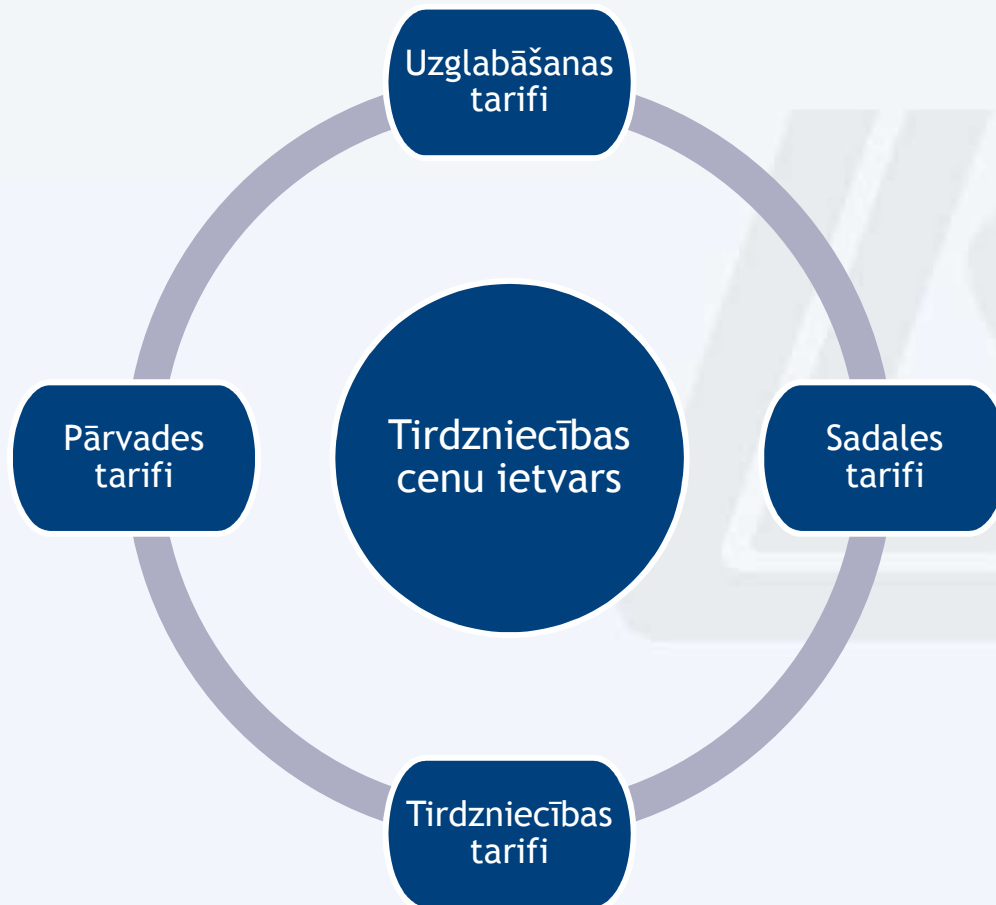 Uzglabāšanas
tarifi
Pārvades
tarifi
Tirdzniecības
cenu ietvars
Sadales
tarifi
Tirdzniecības
tarifi